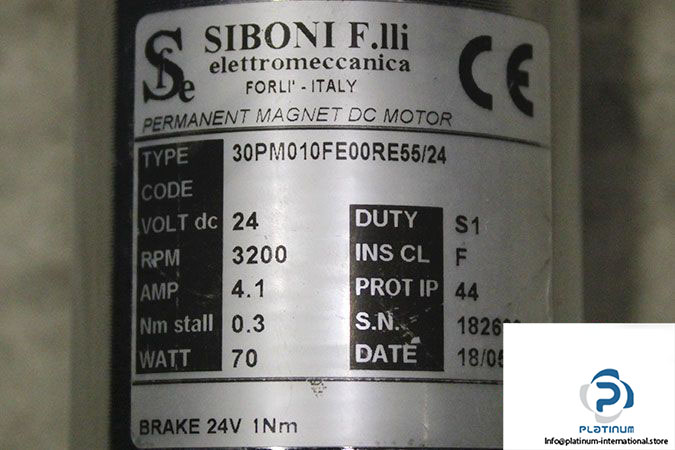 SIBONI F.lli
elettromeccanica
FORLI' - ITALY
CE
Sfe
PERMANENT MAGNET DC MOTOR
TYPE 30PM010FE00RE55/24
CODE
VOLT dc 24 DUTY S1
RPM 3200 INS CL F
AMP 4.1 PROT IP 44
Nm stall 0.3 S.N.
WATT 70 DATE
BRAKE 24V 1Nm
PLATINUM
Info@platinum-international.store